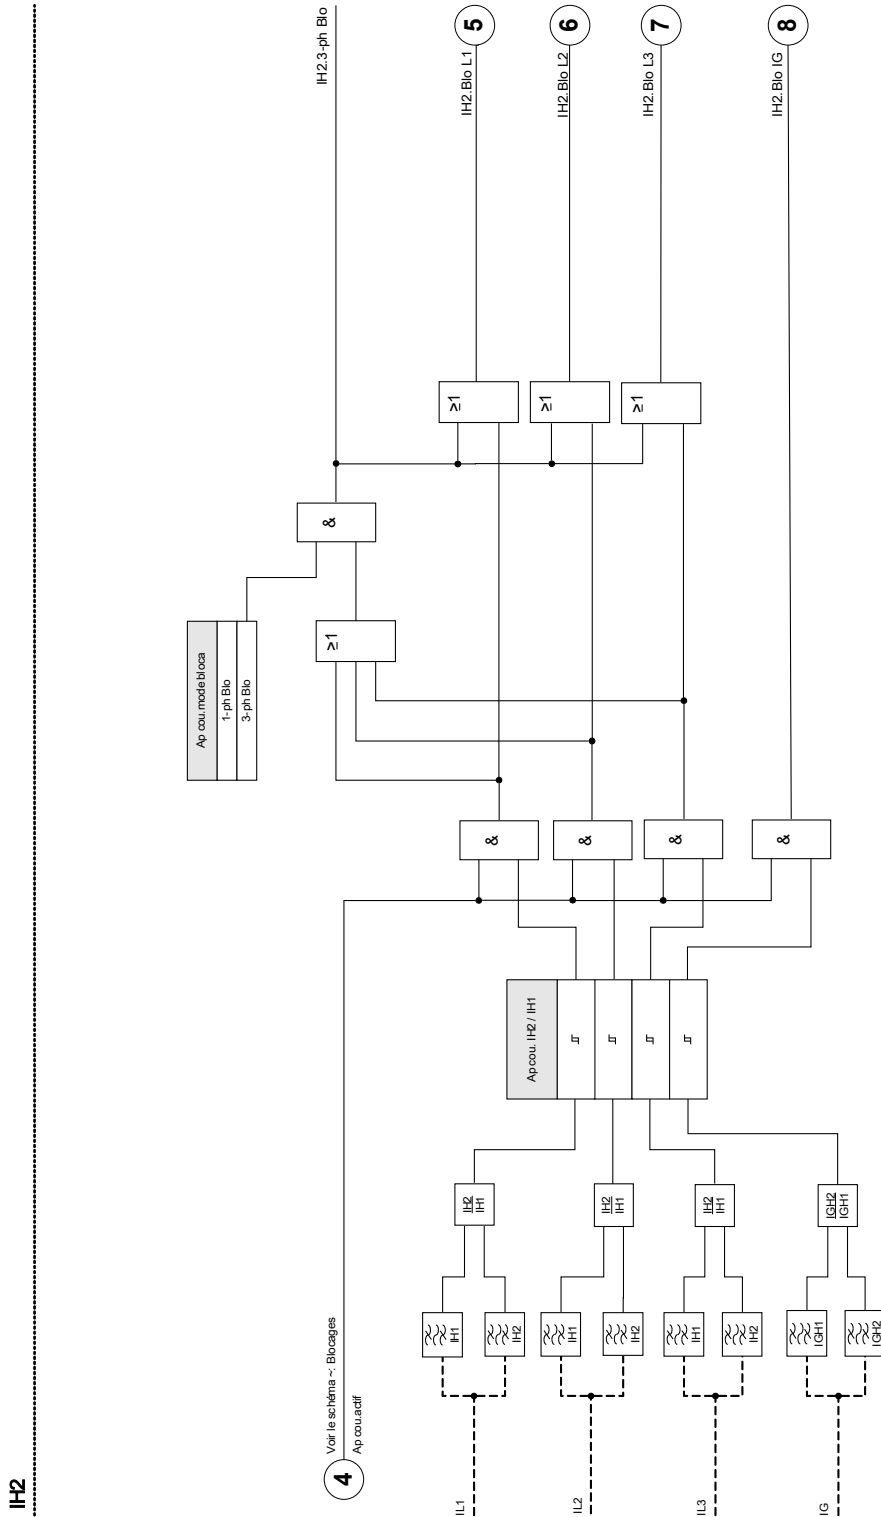 IH2
IH2.3-ph Blo
5
IH2.Blo L1
6
IH2.Blo L2
7
IH2.Blo L3
8
IH2.Blo IG
≥1
≥1
≥1
&
Ap cou.mode bloca
1-ph Blo
3-ph Blo
≥1
&
&
&
&
Ap cou. IH2 / IH1
IH2
IH1
IH2
IH1
IH2
IH1
IGH2
IGH1
IH1
IH2
IH1
IH2
IH1
IH2
IGH1
IGH2
4
Voir le schéma ~: Blocages
Ap cou.actif
IL1
IL2
IL3
IG